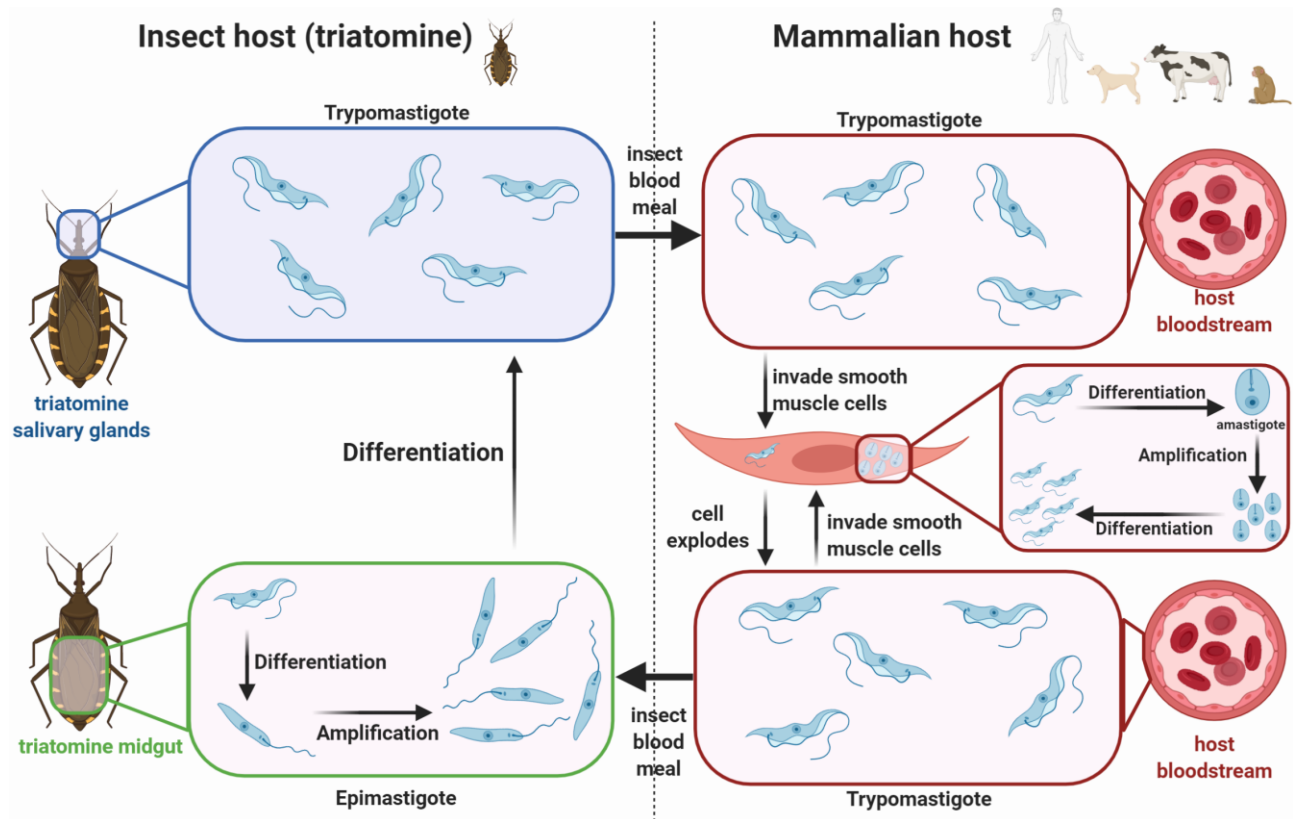 Insect host (triatomine)
Mammalian host
Trypomastigote
Trypomastigote
insect
blood
meal
host
bloodstream
triatomine
salivary glands
invade smooth
muscle cells
Differentiation
amastigote
Amplification
Differentiation
Differentiation
cell
explodes
invade smooth
muscle cells
Differentiation
Amplification
triatomine midgut
insect
blood
meal
host
bloodstream
Epimastigote
Trypomastigote